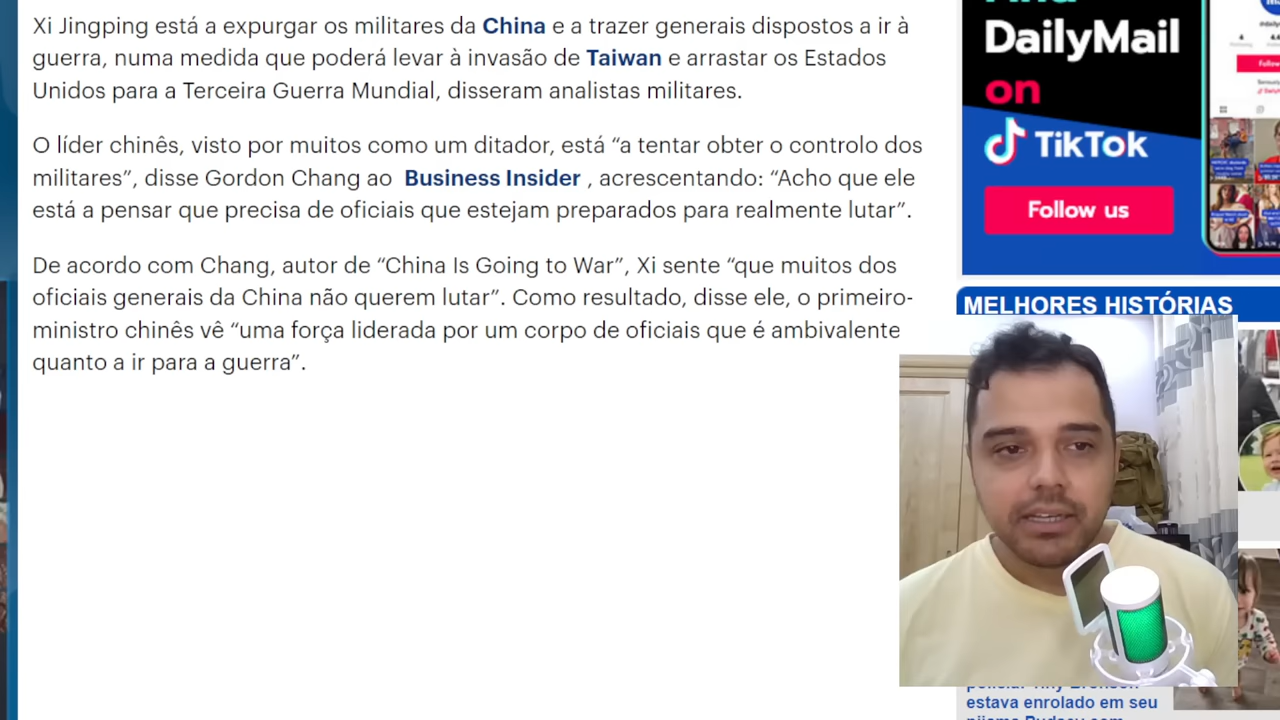 Xi Jingping está a expurgar os militares da China e a trazer generais dispostos a ir à
guerra, numa medida que poderá levar à invasão de Taiwan e arrastar os Estados
Unidos para a Terceira Guerra Mundial, disseram analistas militares.
O líder chinês, visto por muitos como um ditador, está “a tentar obter o controlo dos
militares”, disse Gordon Chang ao Business Insider , acrescentando: “Acho que ele
está a pensar que precisa de oficiais que estejam preparados para realmente lutar”.
De acordo com Chang, autor de “China Is Going to War”, Xi sente “que muitos dos
oficiais generais da China não querem lutar”. Como resultado, disse ele, o primeiro-
ministro chinês vê “uma força liderada por um corpo de oficiais que é ambivalente
quanto a ir para a guerra”.
DailyMail
on
TikTok
Follow us
MELHORES HISTÓRIAS
estava enrolado em seu